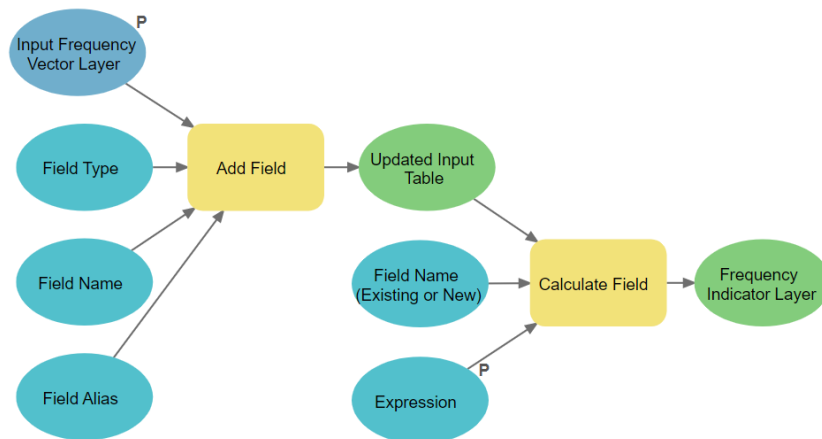 P
Input Frequency
Vector Layer
Field Type
Add Field
Updated Input
Table
Field Name
Field Name
(Existing or New)
Calculate Field
Frequency
Indicator Layer
P
Field Alias
Expression